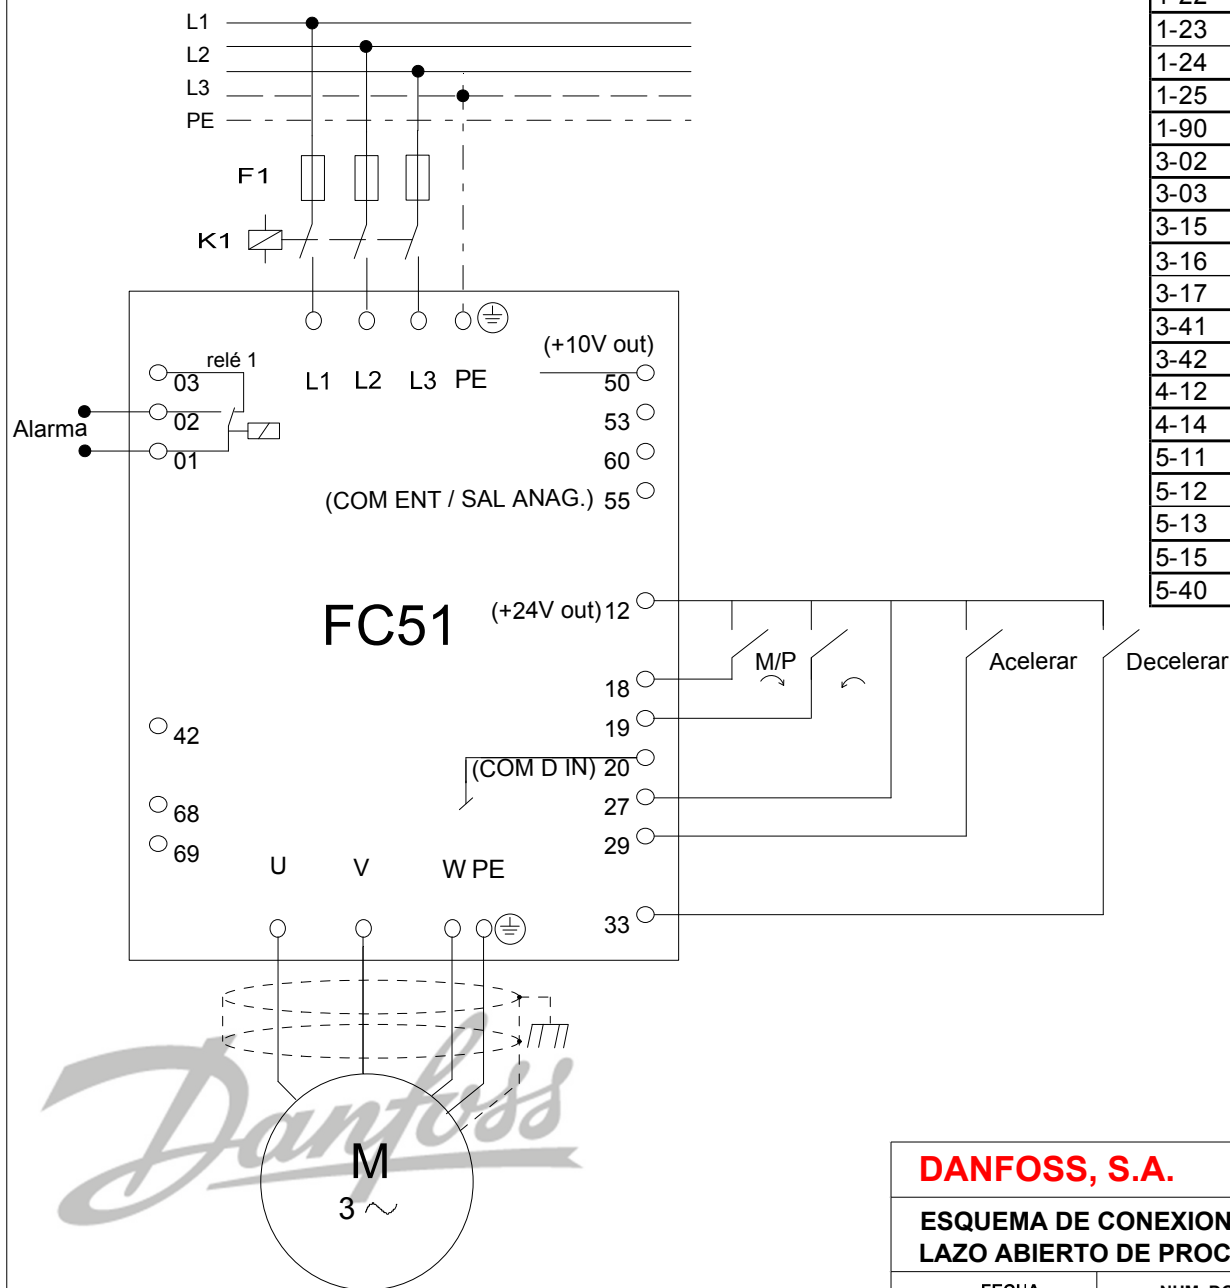 L1
L2
L3
PE
F1
K1
relé 1
03
02
01
Alarma
L1 L2 L3 PE
(+10V out)
50
53
60
(COM ENT / SAL ANAG.) 55
FC51
(+24V out) 12
18
19
(COM D IN) 20
27
29
33
42
68
69
M/P
Acelerar
Decelerar
U V W PE
Danfoss
M
3
1-23
1-24
1-25
1-90
3-02
3-03
3-15
3-16
3-17
3-41
3-42
4-12
4-14
5-11
5-12
5-13
5-15
5-40
DANFOSS, S.A.
ESQUEMA DE CONEXION
LAZO ABIERTO DE PROC